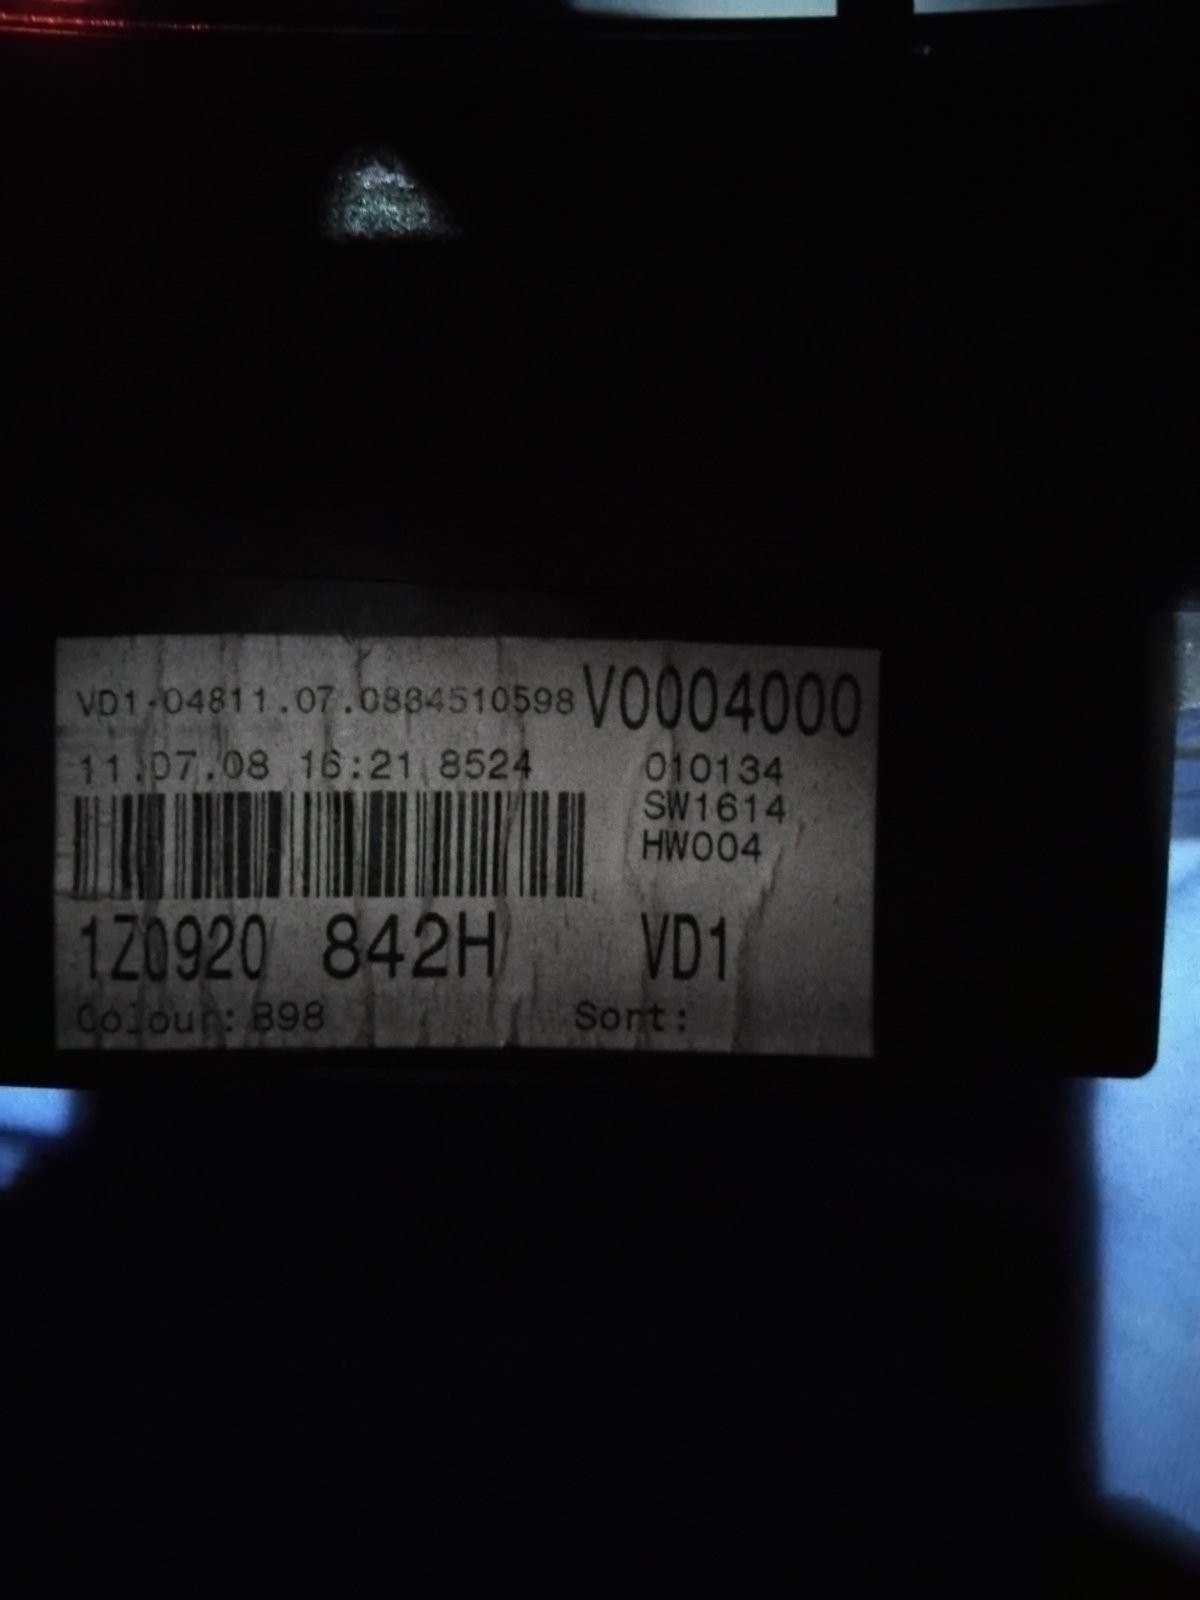 VD1-04811.07.0884510598 V0004000
11.07.08 16:21 8524 010134
SW1614
HW004
1Z0920 842H VD1
Colour: B98 Sort: